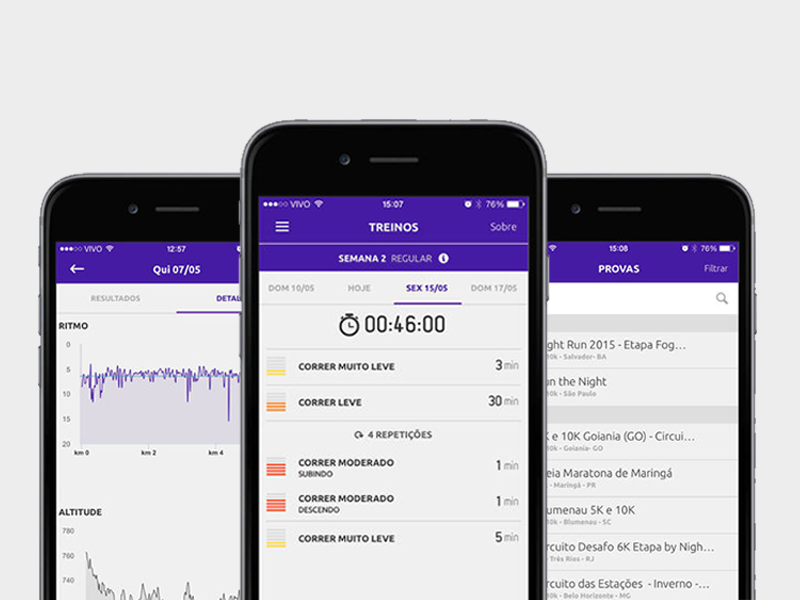 VIVO 12:57
Qui 07/05
RESULTADOS DETAL
RITMO
0
5
10
15
20
km 0 km 2 km 4
ALTITUDE
780
760
740
VIVO 15:07 76%
TREINOS Sobre
SEMANA 2 REGULAR
DOM 10/05 HOJE SEX 15/05 DOM 17/05
00:46:00
CORRER MUITO LEVE 3 min
CORRER LEVE 30 min
4 REPETIÇÕES
CORRER MODERADO 1 min
SUBINDO
CORRER MODERADO 1 min
DESCENDO
CORRER MUITO LEVE 5 min
15:08 76%
PROVAS Filtrar
ght Run 2015 - Etapa Fog...
10k - Salvador- BA
un the Night
10k - São Paulo
K e 10K Goiania (GO) - Circui...
10k - Goiania- GO
eia Maratona de Maringá
- Maringá - PR
umenau 5K e 10K
10k - Blumenau - SC
rcuito Desafo 6K Etapa by Nigh...
Três Rios - RJ
rcuito das Estações - Inverno -...
10k - Belo Horizonte - MG